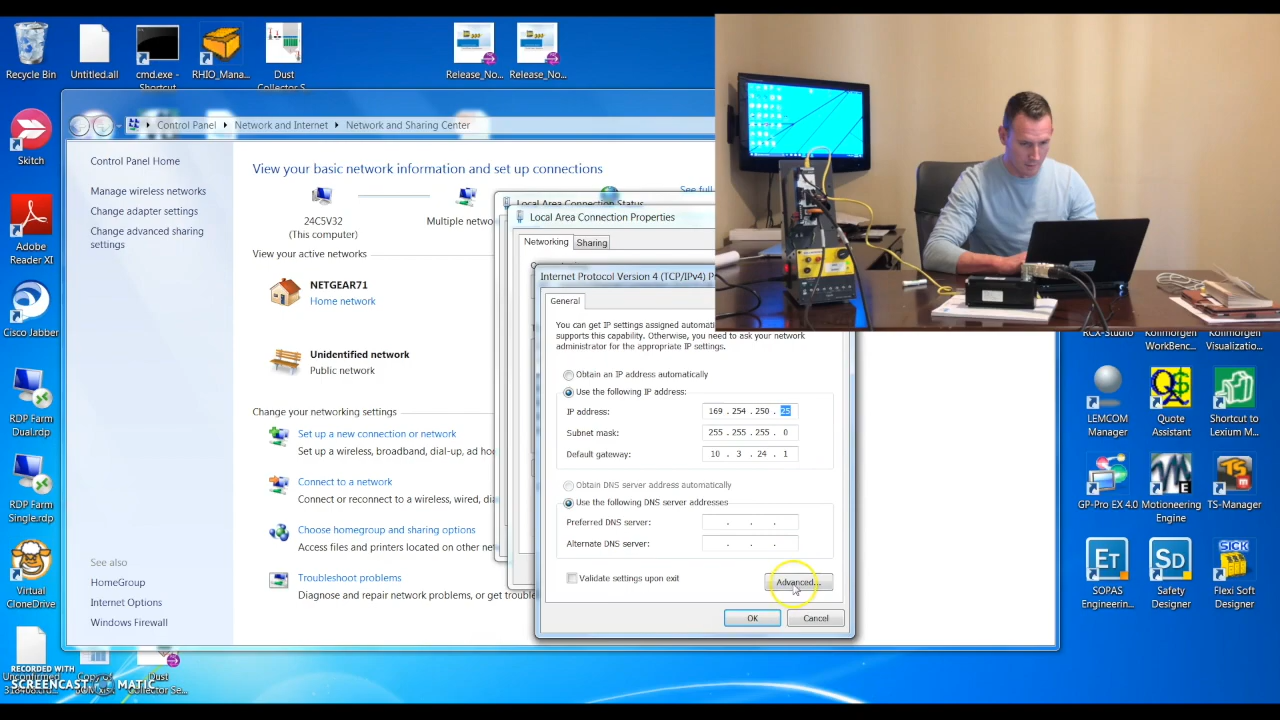 Recycle Bin
Untitled.all
cmd.exe -
Shortcut
RHIO_Mana...
Dust
Collector S...
Release_No...
Release_No...
Skitch
Adobe
Reader XI
Cisco Jabber
RDP Farm
Dual.rdp
RDP Farm
Single.rdp
Virtual
CloneDrive
Control Panel
Network and Internet
Network and Sharing Center
Control Panel Home
Manage wireless networks
Change adapter settings
Change advanced sharing
settings
See also
HomeGroup
Internet Options
Windows Firewall
View your basic network information and set up connections
24C5V32
(This computer)
Multiple netwo
See full
View your active networks
NETGEAR71
Home network
Unidentified network
Public network
Change your networking settings
Set up a new connection or network
Set up a wireless, broadband, dial-up, ad ho
Connect to a network
Connect or reconnect to a wireless, wired, di
Choose homegroup and sharing options
Access files and printers located on other net
Troubleshoot problems
Diagnose and repair network problems, or get troub
Local Area Connection Status
Local Area Connection Properties
Networking
Sharing
Internet Protocol Version 4 (TCP/IPv4) P
General
You can get IP settings assigned automat
supports this capability. Otherwise, you need to ask your network
administrator for the appropriate IP settings.
Obtain an IP address automatically
Use the following IP address:
IP address: 169 . 254 . 250 . 25
Subnet mask: 255 . 255 . 255 . 0
Default gateway: 10 . 3 . 24 . 1
Obtain DNS server address automatically
Use the following DNS server addresses
Preferred DNS server: . . .
Alternate DNS server: . . .
Validate settings upon exit
Advanced...
OK
Cancel
RCX-Studio
Kollmorgen
WorkBenc...
Kollmorgen
Visualizatio...
LEMCOM
Manager
Quote
Assistant
Shortcut to
Lexium M...
GP-Pro EX 4.0
Motioneering
Engine
TS-Manager
SOPAS
Engineerin...
Safety
Designer
Flexi Soft
Designer
Dust
Collector Se...
RECORDED WITH
SCREENCAST MATIC